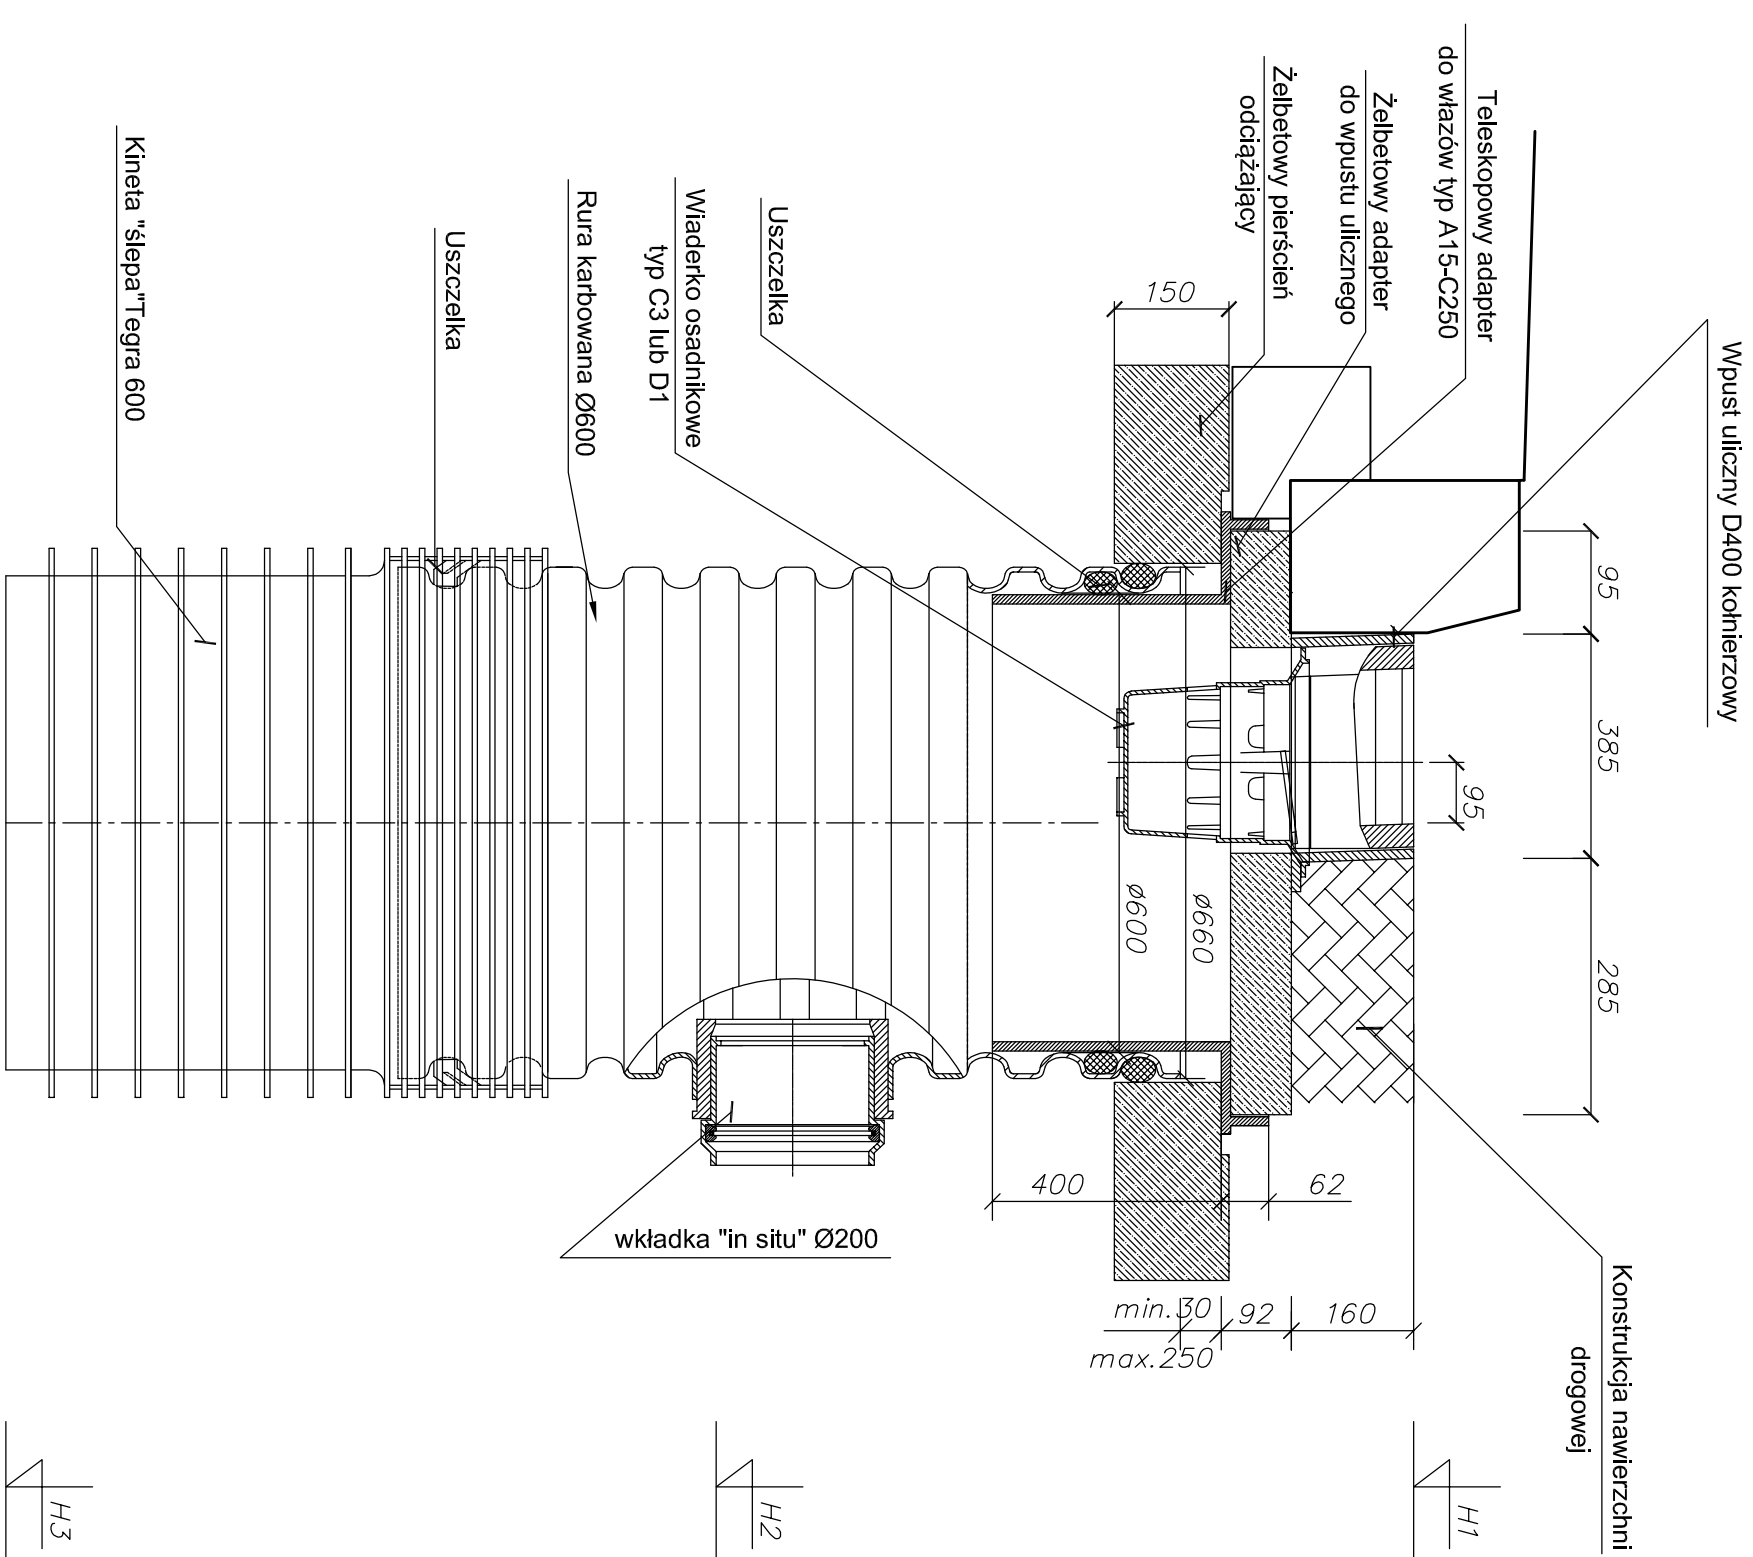 Wpust uliczny D400 kołnierzowy
Teleskopowy adapter
do włazów typ A15-C250
Żelbetowy adapter
do wpustu ulicznego
Żelbetowy pierścień
odciążający
Uszczelka
Wiaderko osadnikowe
typ C3 lub D1
Rura karbowana Ø600
Uszczelka
Kineta "ślepa"Tegra 600
Konstrukcja nawierzchni
drogowej
wkładka "in situ" Ø200
95
385
285
95
150
ø660
ø600
400
62
min.30
max.250
92
160
H1
H2
H3